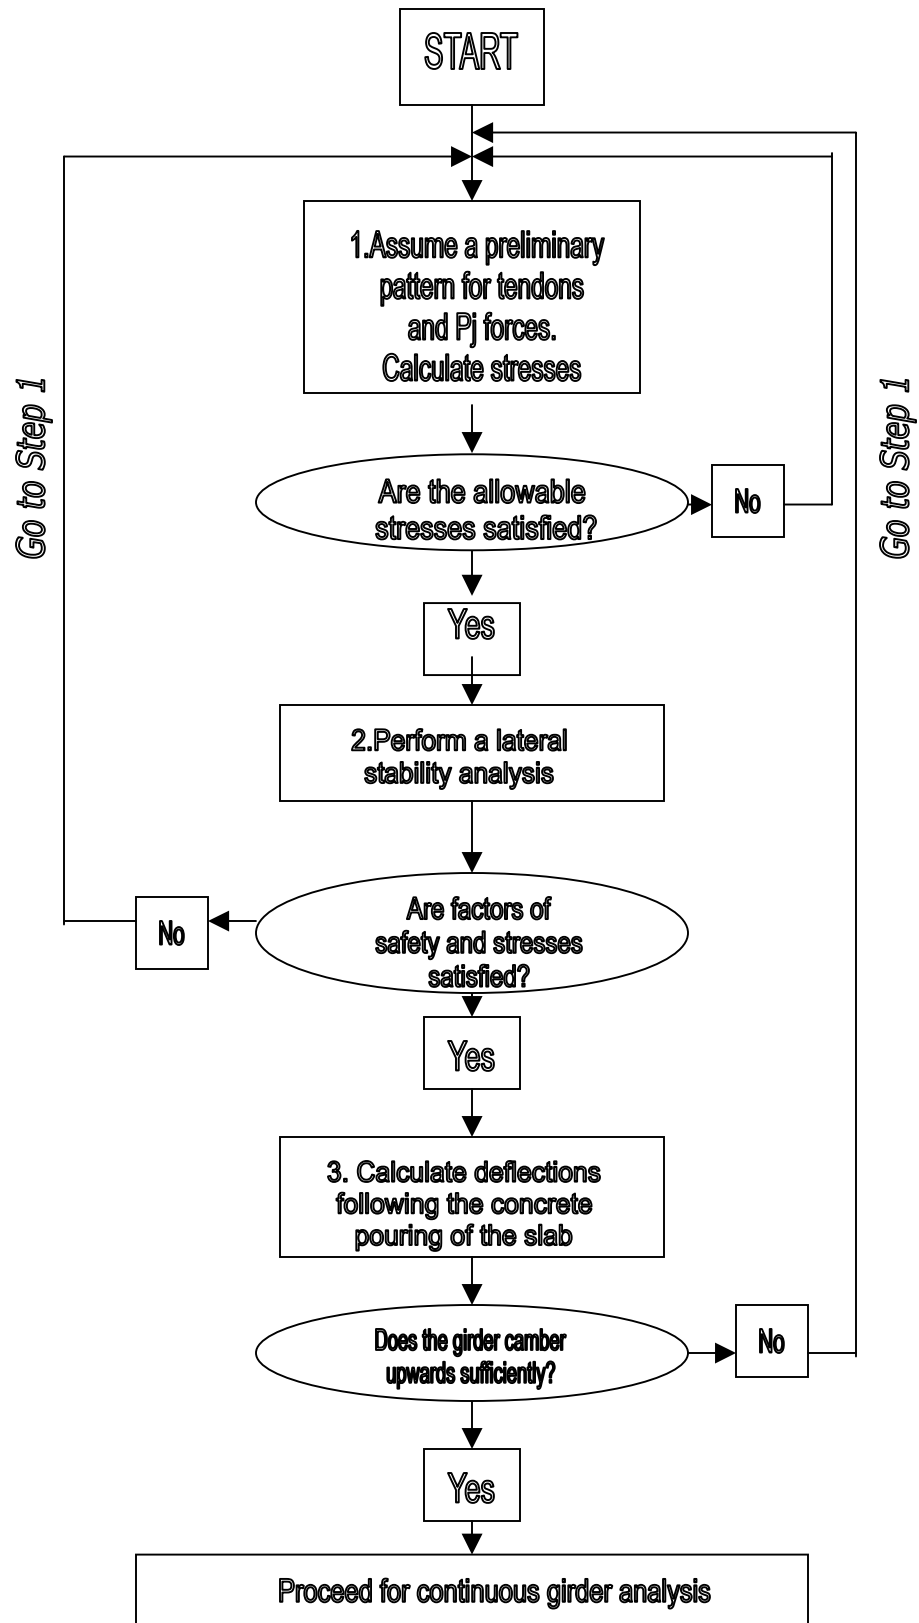 START
1.Assume a preliminary
pattern for tendons
and Pj forces.
Calculate stresses
Go to Step 1
Go to Step 1
Are the allowable
stresses satisfied?
No
Yes
2.Perform a lateral
stability analysis
Are factors of
safety and stresses
satisfied?
No
Yes
3. Calculate deflections
following the concrete
pouring of the slab
Does the girder camber
upwards sufficiently?
No
Yes
Proceed for continuous girder analysis